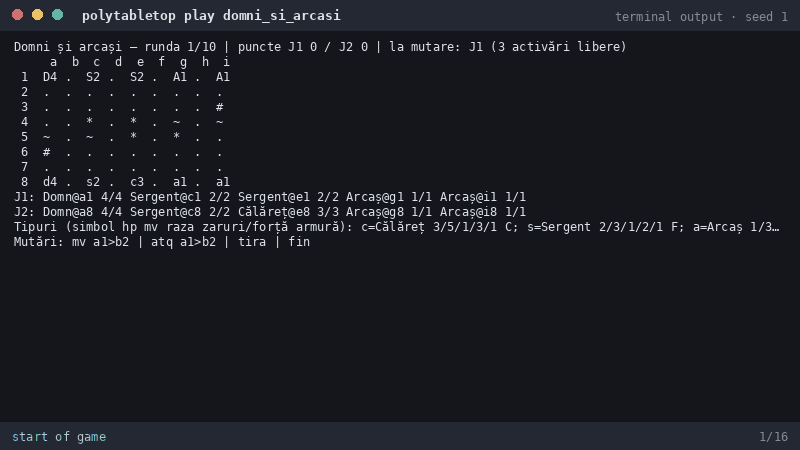 polytabletop play domni_si_arcasi
terminal output · seed 1
Domni și arcași — runda 1/10 | puncte J1 0 / J2 0 | la mutare: J1 (3 activări libere)
a b c d e f g h i
1 D4 . S2 . S2 . A1 . A1
2 . . . . . . . . .
3 . . . . . . . . #
4 . . * . * . ~ . ~
5 ~ . ~ . * . * . .
6 # . . . . . . . .
7 . . . . . . . . .
8 d4 . s2 . c3 . a1 . a1
J1: Domn@a1 4/4 Sergent@c1 2/2 Sergent@e1 2/2 Arcaș@g1 1/1 Arcaș@i1 1/1
J2: Domn@a8 4/4 Sergent@c8 2/2 Călăreț@e8 3/3 Arcaș@g8 1/1 Arcaș@i8 1/1
Tipuri (simbol hp mv raza zaruri/forță armură): c=Călăreț 3/5/1/3/1 C; s=Sergent 2/3/1/2/1 F; a=Arcaș 1/3…
Mutări: mv a1>b2 | atq a1>b2 | tira | fin
start of game
1/16